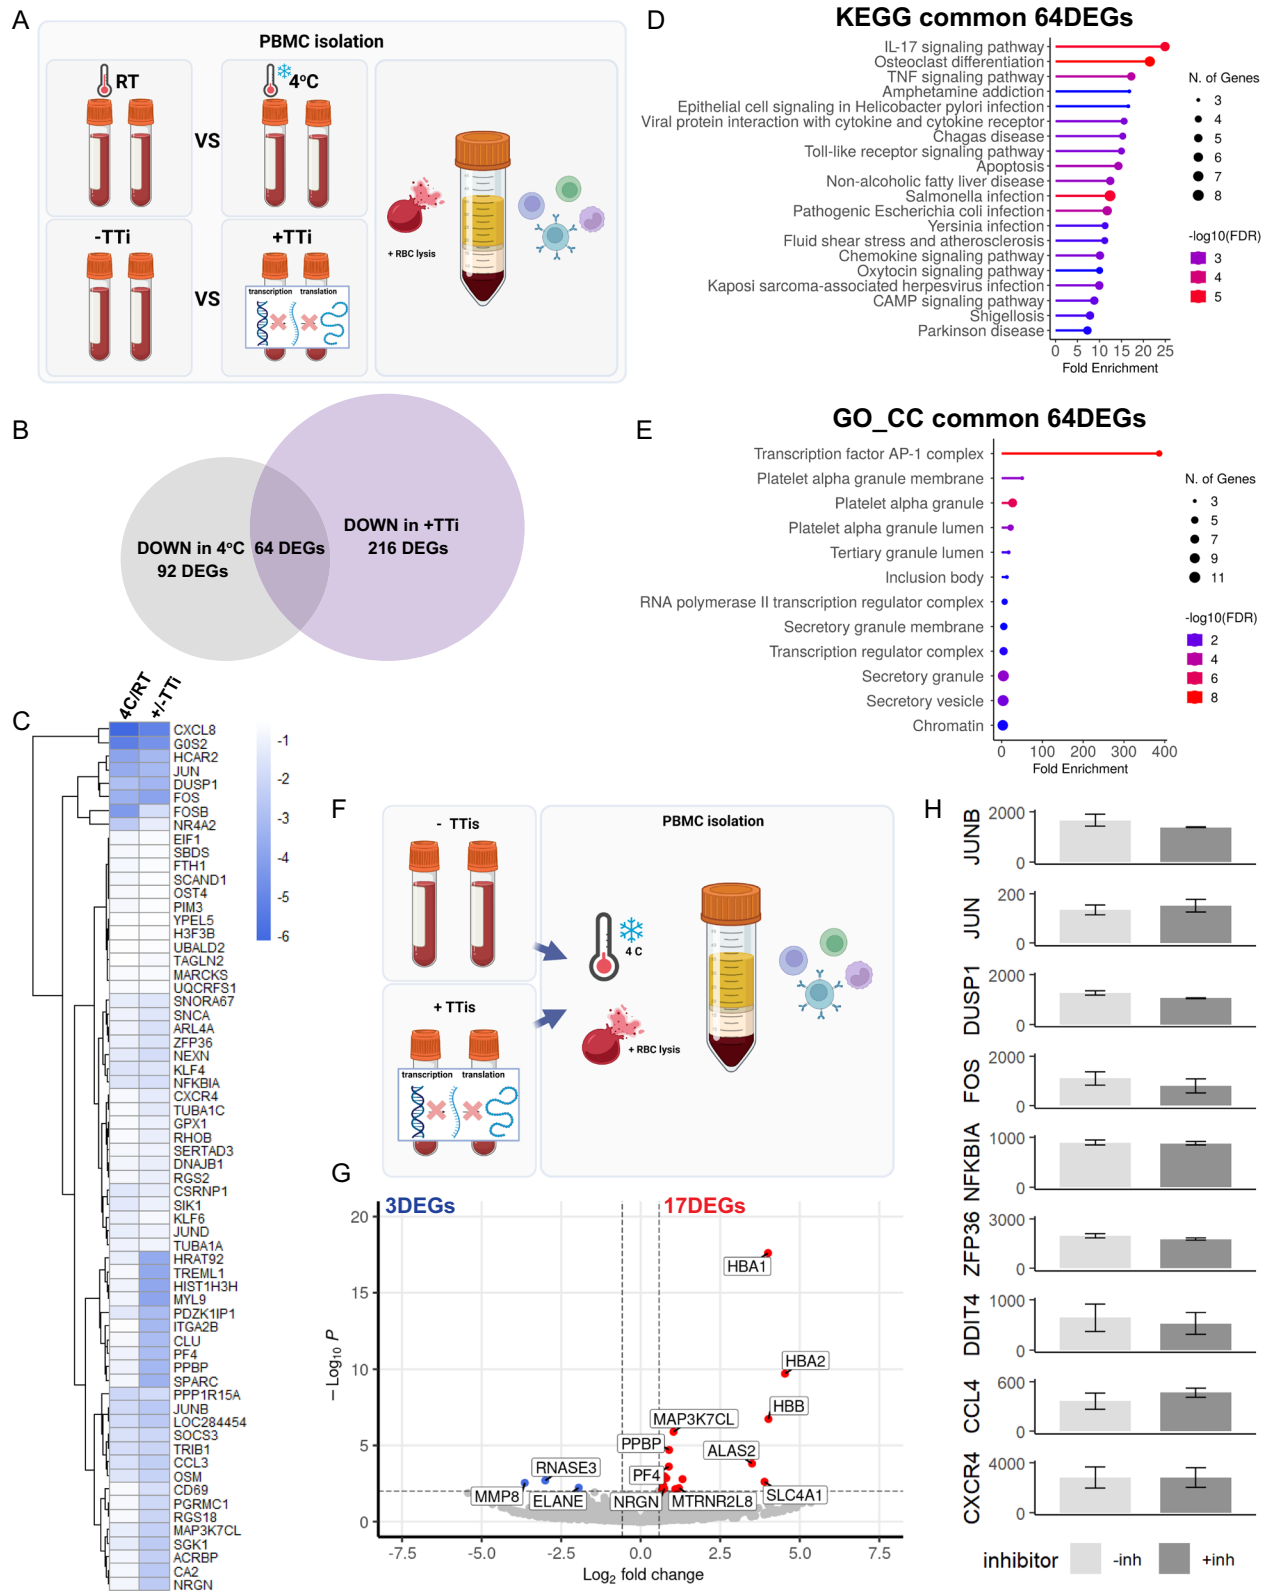 A
PBMC isolation
RT
VS
4°C
-TTi
VS
+TTi
transcription
translation
+ RBC lysis
B
DOWN in 4°C
92 DEGs
64 DEGs
DOWN in +TTi
216 DEGs
C
4C/RT
+/-TTi
CXCL8
G0S2
HCAR2
JUN
DUSP1
FOS
FOSB
NR4A2
EIF1
SBDS
FTH1
SCAND1
OST4
PIM3
YPEL5
H3F3B
UBALD2
TAGLN2
MARCKS
UQCRFS1
SNORA67
SNCA
ARL4A
ZFP36
NEXN
KLF4
NFKBIA
CXCR4
TUBA1C
GPX1
RHOB
SERTAD3
DNAJB1
RGS2
CSRNP1
SIK1
KLF6
JUND
TUBA1A
HRAT92
TREML1
HIST1H3H
MYL9
PDZK1IP1
ITGA2B
CLU
PF4
PPBP
SPARC
PPP1R15A
JUNB
LOC284454
SOCS3
TRIB1
CCL3
OSM
CD69
PGRMC1
RGS18
MAP3K7CL
SGK1
ACRBP
CA2
NRGN
-1
-2
-3
-4
-5
-6
D
KEGG common 64DEGs
IL-17 signaling pathway
Osteoclast differentiation
TNF signaling pathway
Amphetamine addiction
Epithelial cell signaling in Helicobacter pylori infection
Viral protein interaction with cytokine and cytokine receptor
Chagas disease
Toll-like receptor signaling pathway
Apoptosis
Non-alcoholic fatty liver disease
Salmonella infection
Pathogenic Escherichia coli infection
Yersinia infection
Fluid shear stress and atherosclerosis
Chemokine signaling pathway
Oxytocin signaling pathway
Kaposi sarcoma-associated herpesvirus infection
CAMP signaling pathway
Shigellosis
Parkinson disease
0 5 10 15 20 25
Fold Enrichment
N. of Genes
3
4
5
6
7
8
-log10(FDR)
3
4
5
E
GO_CC common 64DEGs
Transcription factor AP-1 complex
Platelet alpha granule membrane
Platelet alpha granule
Platelet alpha granule lumen
Tertiary granule lumen
Inclusion body
RNA polymerase II transcription regulator complex
Secretory granule membrane
Transcription regulator complex
Secretory granule
Secretory vesicle
Chromatin
0 100 200 300 400
Fold Enrichment
N. of Genes
3
5
7
9
11
-log10(FDR)
2
4
6
8
F
- TTis
+ TTis
transcription
translation
PBMC isolation
4 C
+ RBC lysis
G
3DEGs
17DEGs
20
15
10
5
0
− Log10 P
HBA1
HBA2
HBB
MAP3K7CL
PPBP
ALAS2
PF4
RNASE3
MMP8
ELANE
NRGN
MTRNR2L8
SLC4A1
-7.5 -5.0 -2.5 0.0 2.5 5.0 7.5
Log2 fold change
H
JUNB
2000
0
JUN
200
0
DUSP1
2000
0
FOS
2000
0
NFKBIA
1000
0
ZFP36
3000
0
DDIT4
1000
0
CCL4
600
0
CXCR4
4000
0
inhibitor
-inh
+inh